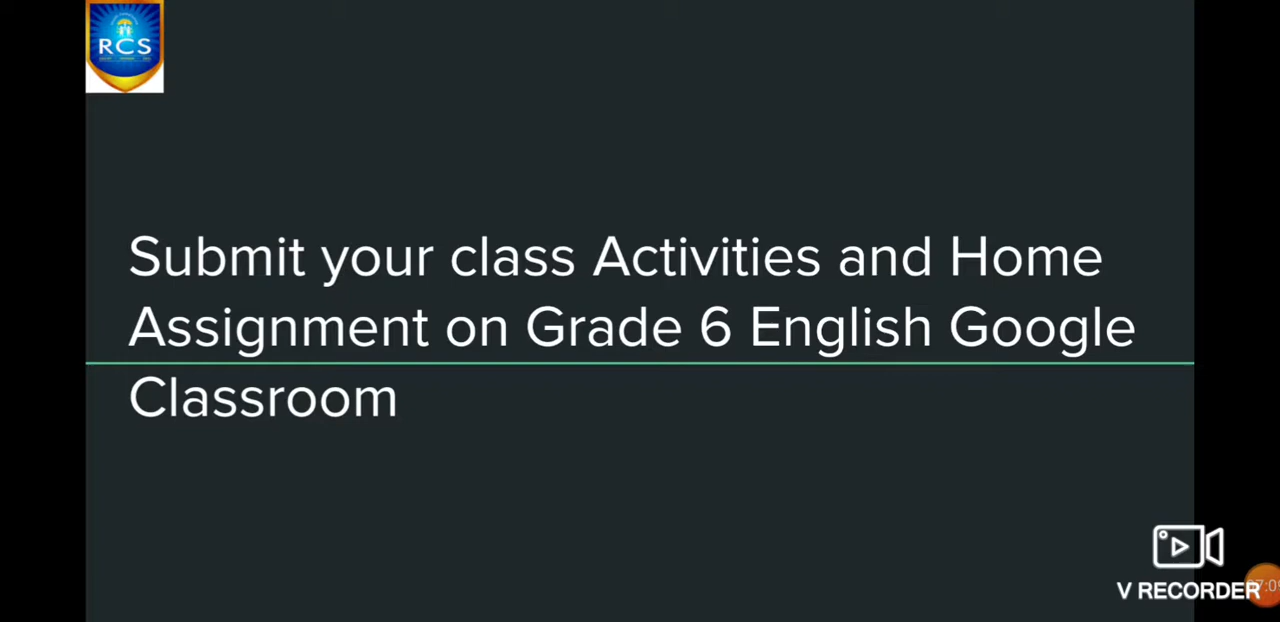 RCS
Submit your class Activities and Home
Assignment on Grade 6 English Google
Classroom
V RECORDER